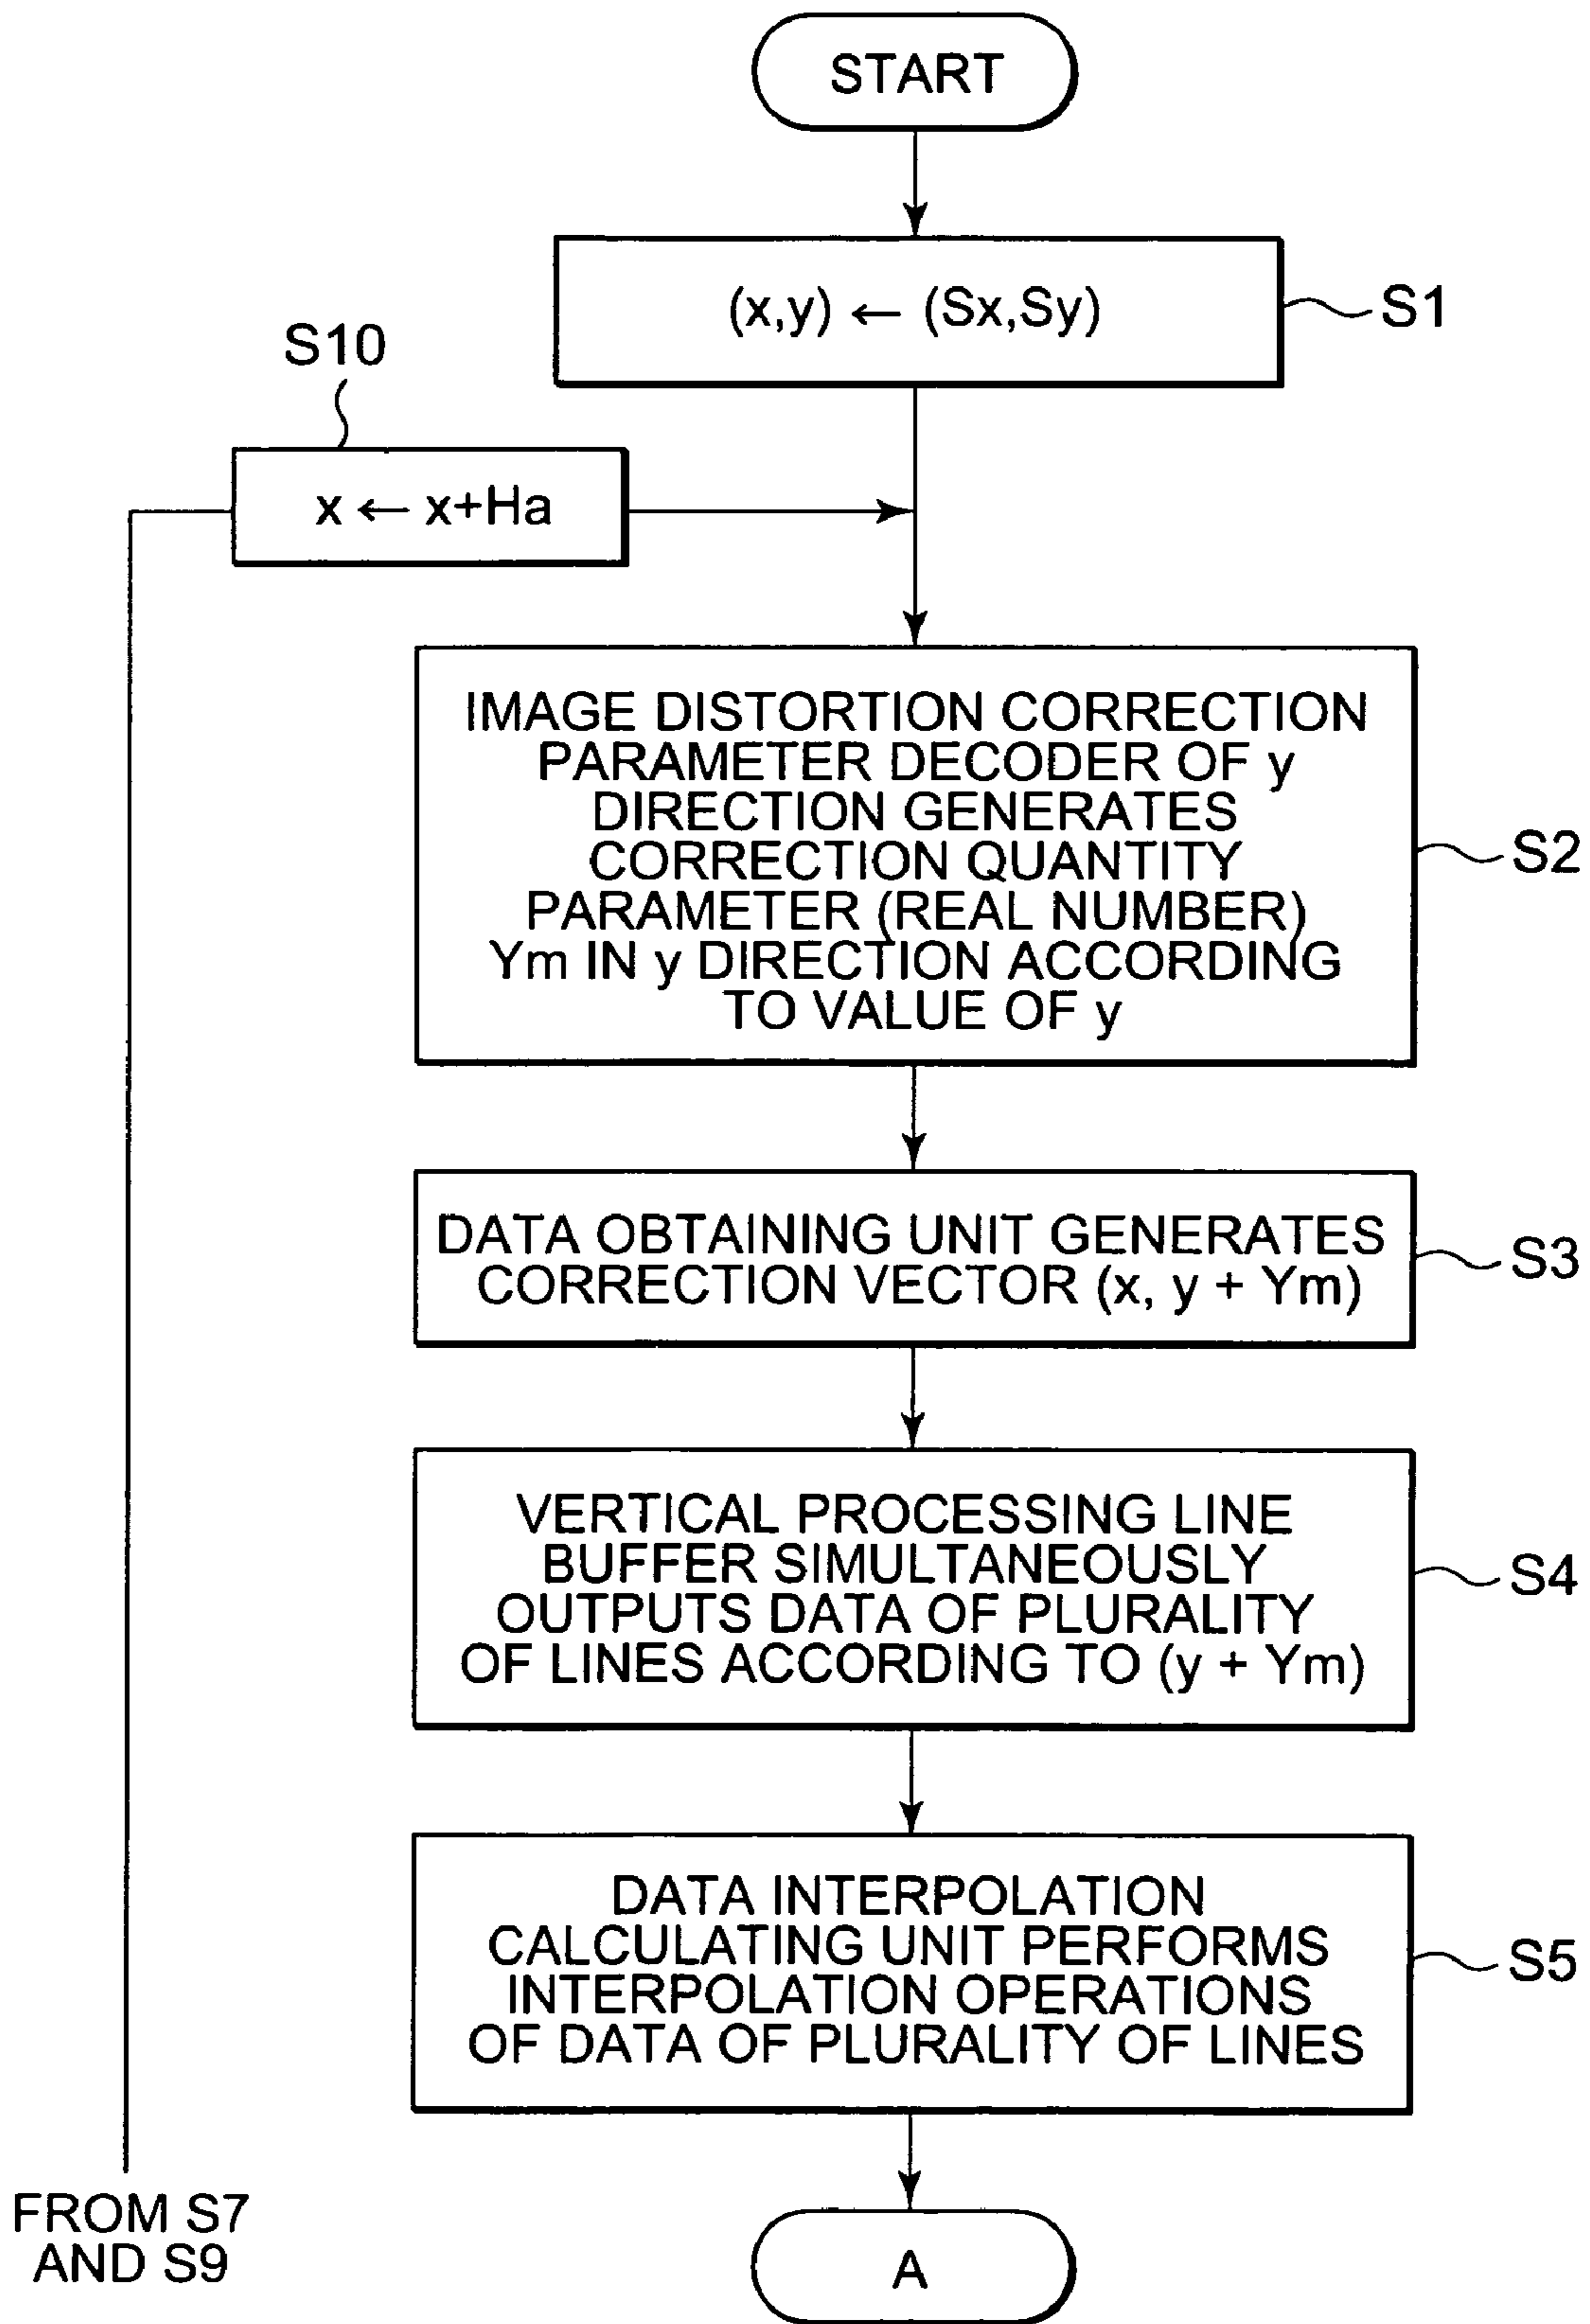 START
(x,y) ← (Sx,Sy)
S1
S10
x ← x+Ha
IMAGE DISTORTION CORRECTION
PARAMETER DECODER OF y
DIRECTION GENERATES
CORRECTION QUANTITY
PARAMETER (REAL NUMBER)
Ym IN y DIRECTION ACCORDING
TO VALUE OF y
S2
DATA OBTAINING UNIT GENERATES
CORRECTION VECTOR (x, y + Ym)
S3
VERTICAL PROCESSING LINE
BUFFER SIMULTANEOUSLY
OUTPUTS DATA OF PLURALITY
OF LINES ACCORDING TO (y + Ym)
S4
DATA INTERPOLATION
CALCULATING UNIT PERFORMS
INTERPOLATION OPERATIONS
OF DATA OF PLURALITY OF LINES
S5
FROM S7
AND S9
A